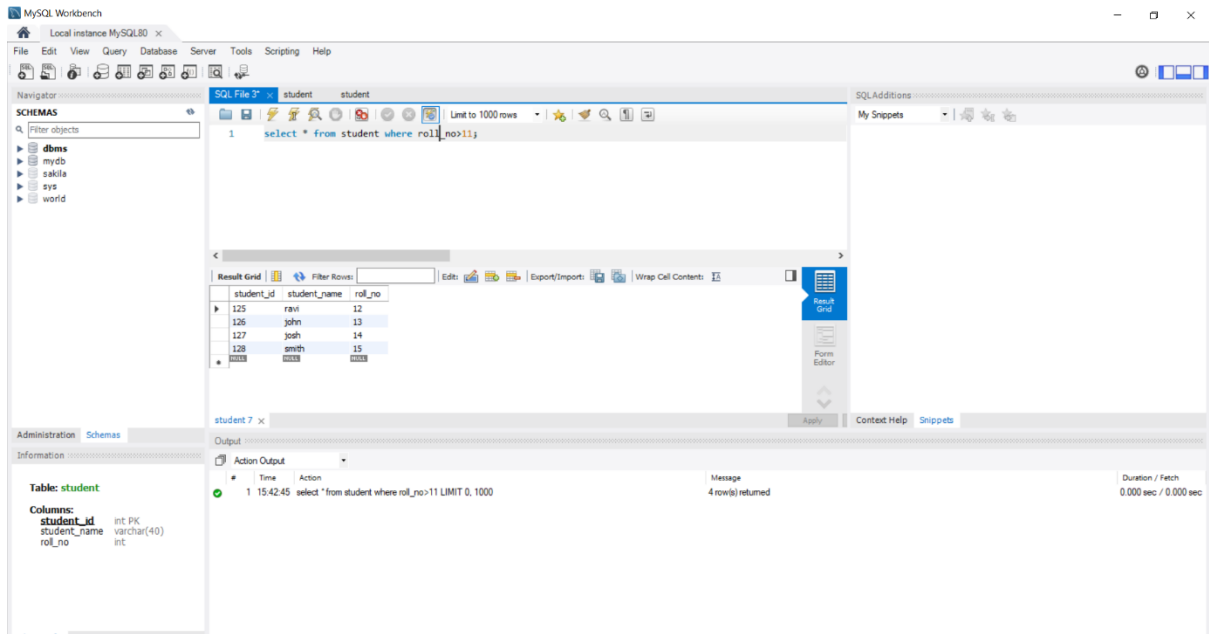 MySQL Workbench
Local instance MySQL80 ×
File Edit View Query Database Server Tools Scripting Help
Navigator
SCHEMAS
Filter objects
dbms
mydb
sakila
sys
world
Administration Schemas
Information
Table: student
Columns:
student_id int PK
student_name varchar(40)
roll_no int
SQL File 3* × student student
Limit to 1000 rows
1 select * from student where roll_no>11;
Result Grid Filter Rows: Edit: Export/Import: Wrap Cell Content: IA
student_id student_name roll_no
125 ravi 12
126 john 13
127 josh 14
128 smith 15
NULL NULL NULL
Result
Grid
Form
Editor
student 7 × Apply
Output
Action Output
# Time Action Message Duration / Fetch
1 15:42:45 select * from student where roll_no>11 LIMIT 0, 1000 4 row(s) returned 0.000 sec / 0.000 sec
SQLAdditions
My Snippets
Context Help Snippets